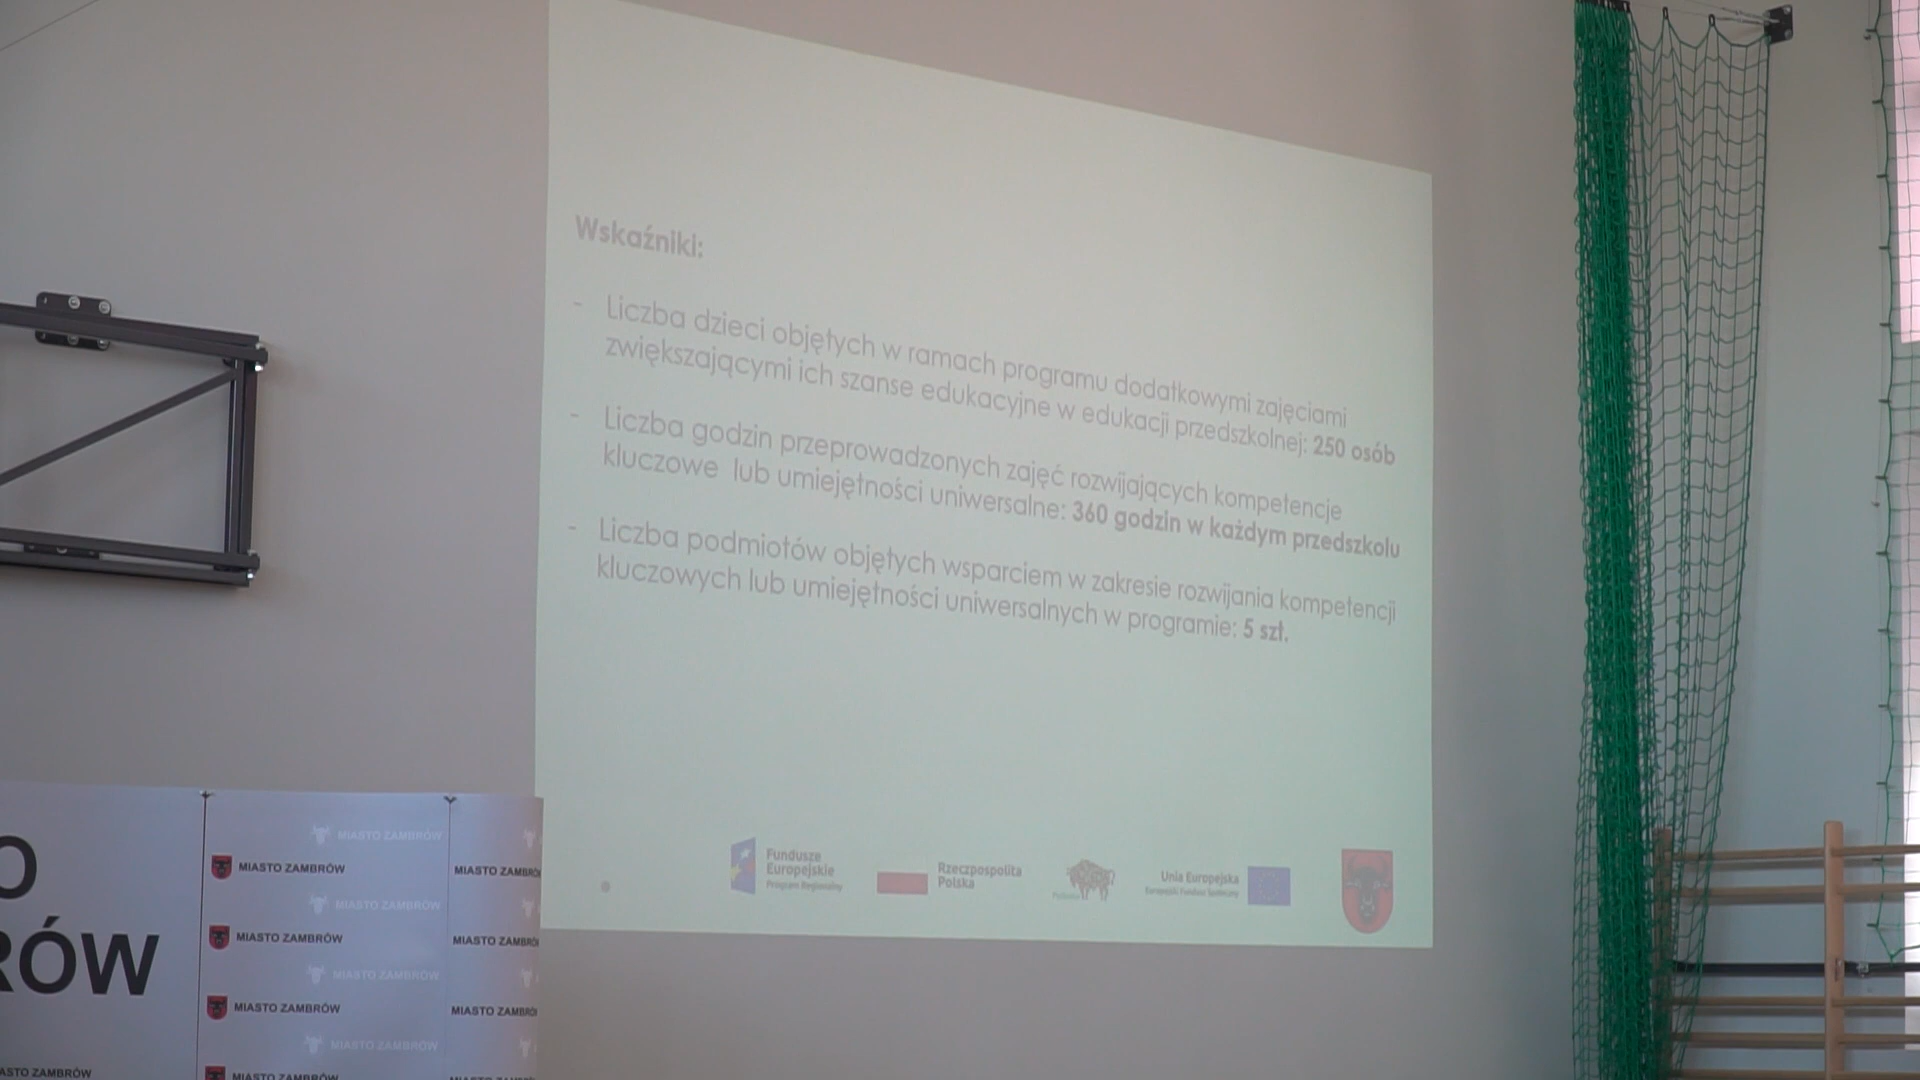 Wskaźniki:
- Liczba dzieci objętych w ramach programu dodatkowymi zajęciami
zwiększającymi ich szanse edukacyjne w edukacji przedszkolnej: 250 osób
- Liczba godzin przeprowadzonych zajęć rozwijających kompetencje
kluczowe lub umiejętności uniwersalne: 360 godzin w każdym przedszkolu
- Liczba podmiotów objętych wsparciem w zakresie rozwijania kompetencji
kluczowych lub umiejętności uniwersalnych w programie: 5 szt.
Fundusze
Europejskie
Program Regionalny
Rzeczpospolita
Polska
Unia Europejska
Europejski Fundusz Społeczny
O
RÓW
MIASTO ZAMBRÓW
MIASTO ZAMBRÓW
MIASTO ZAMBRÓ
MIASTO ZAMBRÓW
MIASTO ZAMBRÓW
MIASTO ZAMBRÓ
MIASTO ZAMBRÓW
MIASTO ZAMBRÓW
MIASTO ZAMBRÓ
MIASTO ZAMBRÓW
ASTO ZAMBRÓW
MIASTO ZAMBRÓW